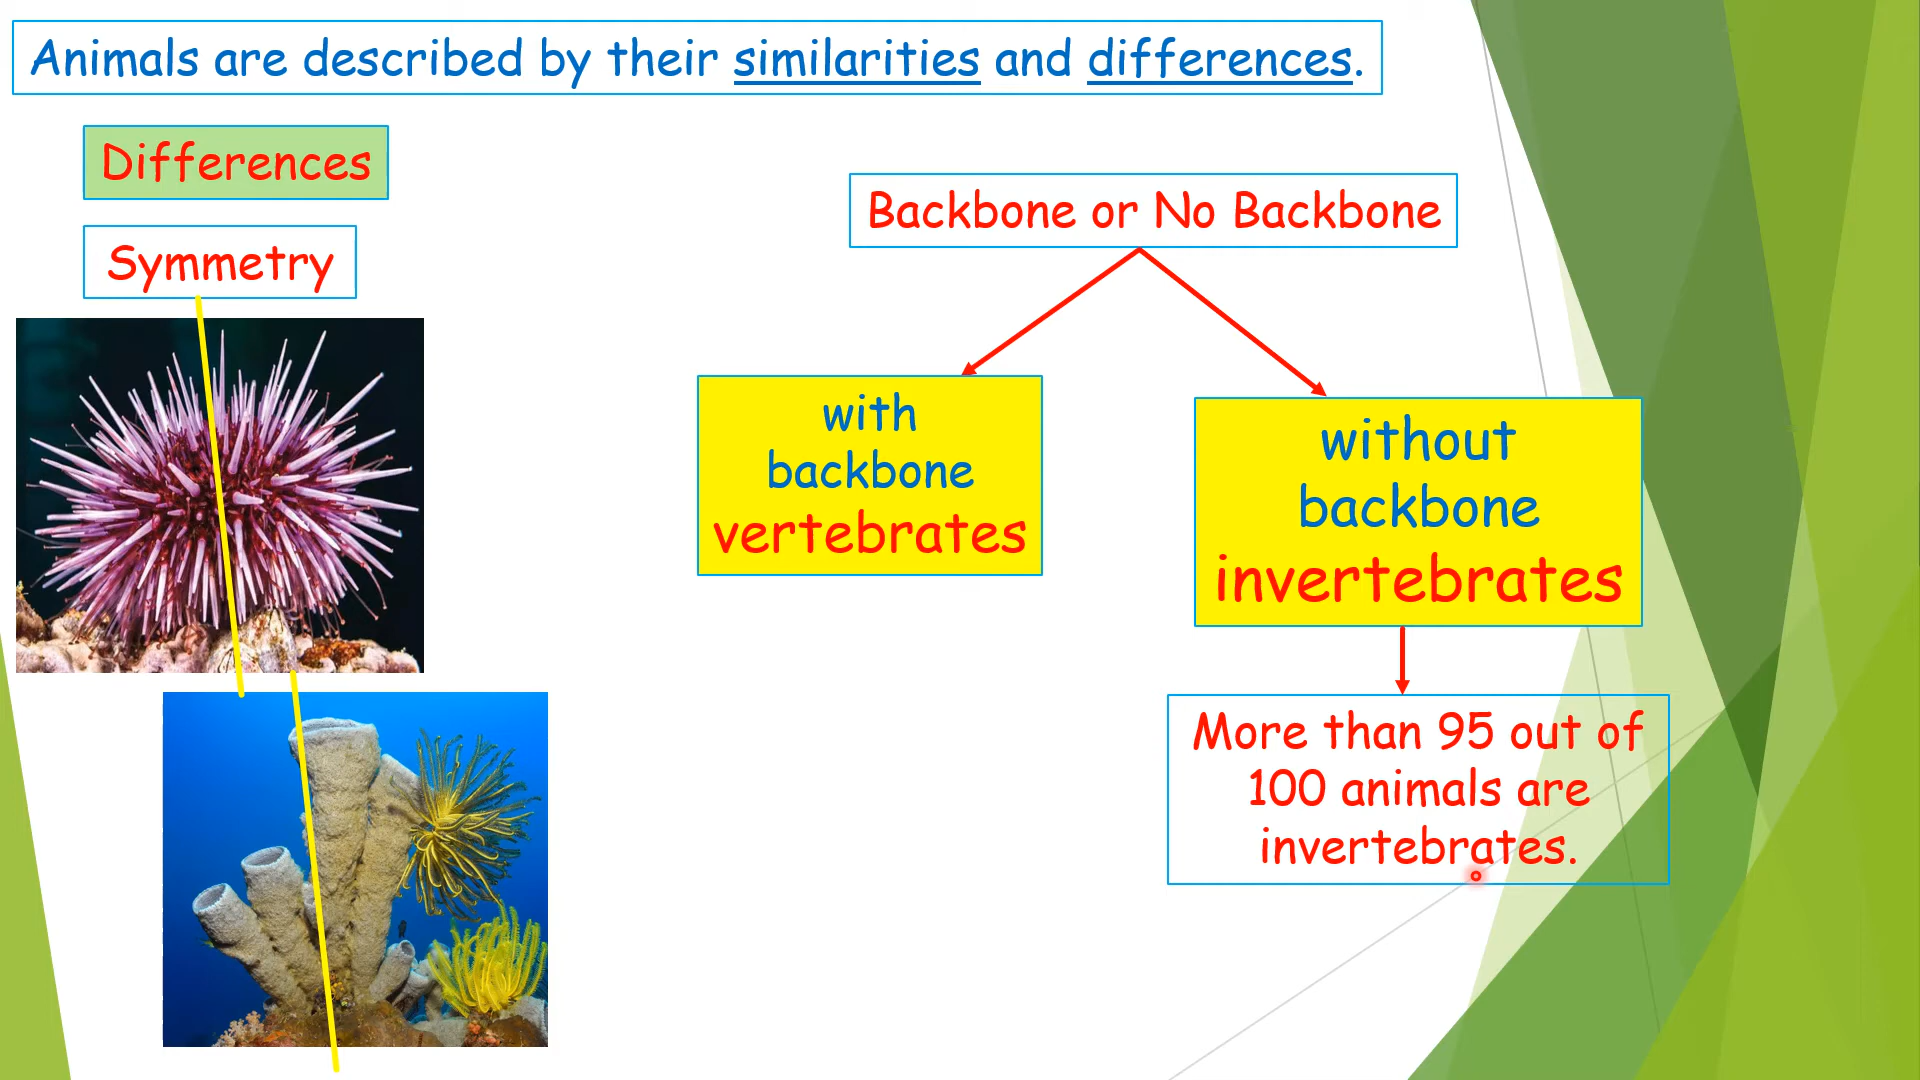 Animals are described by their similarities and differences.
Differences
Symmetry
Backbone or No Backbone
with
backbone
vertebrates
without
backbone
invertebrates
More than 95 out of
100 animals are
invertebrates.